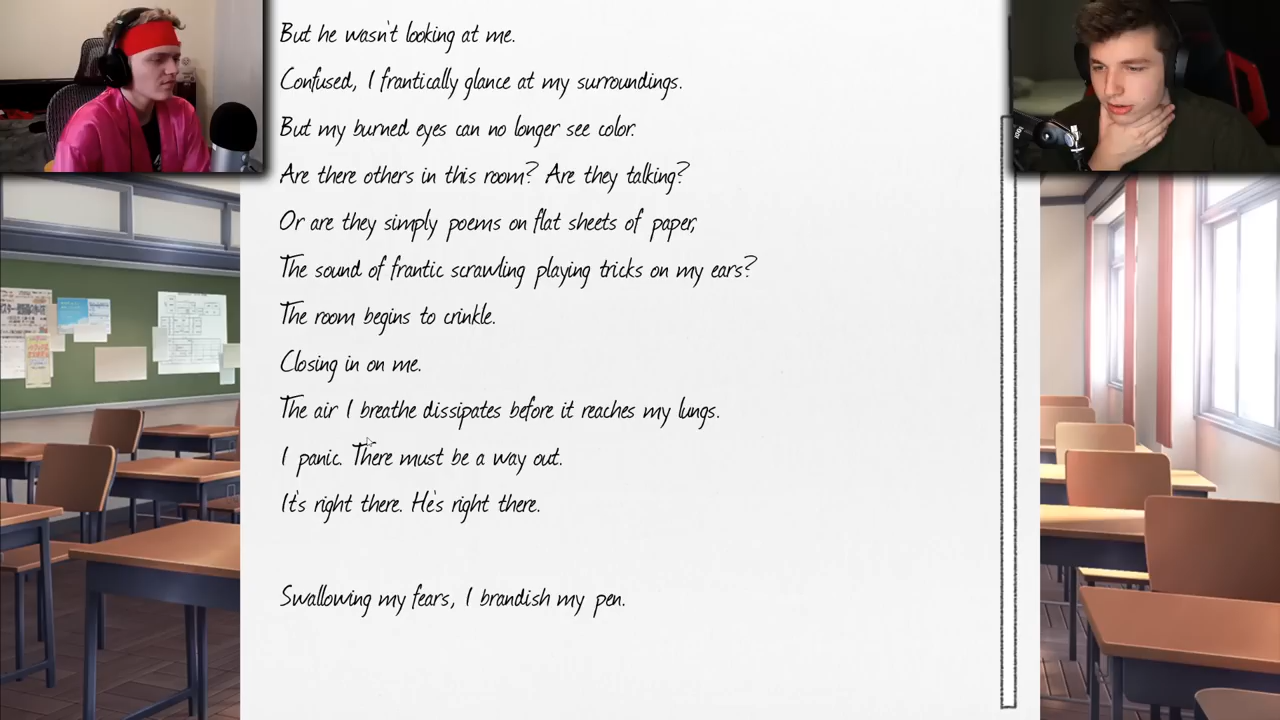 But he wasn't looking at me.
Confused, I frantically glance at my surroundings.
But my burned eyes can no longer see color.
Are there others in this room? Are they talking?
Or are they simply poems on flat sheets of paper,
The sound of frantic scrawling playing tricks on my ears?
The room begins to crinkle.
Closing in on me.
The air I breathe dissipates before it reaches my lungs.
I panic. There must be a way out.
It's right there. He's right there.
Swallowing my fears, I brandish my pen.